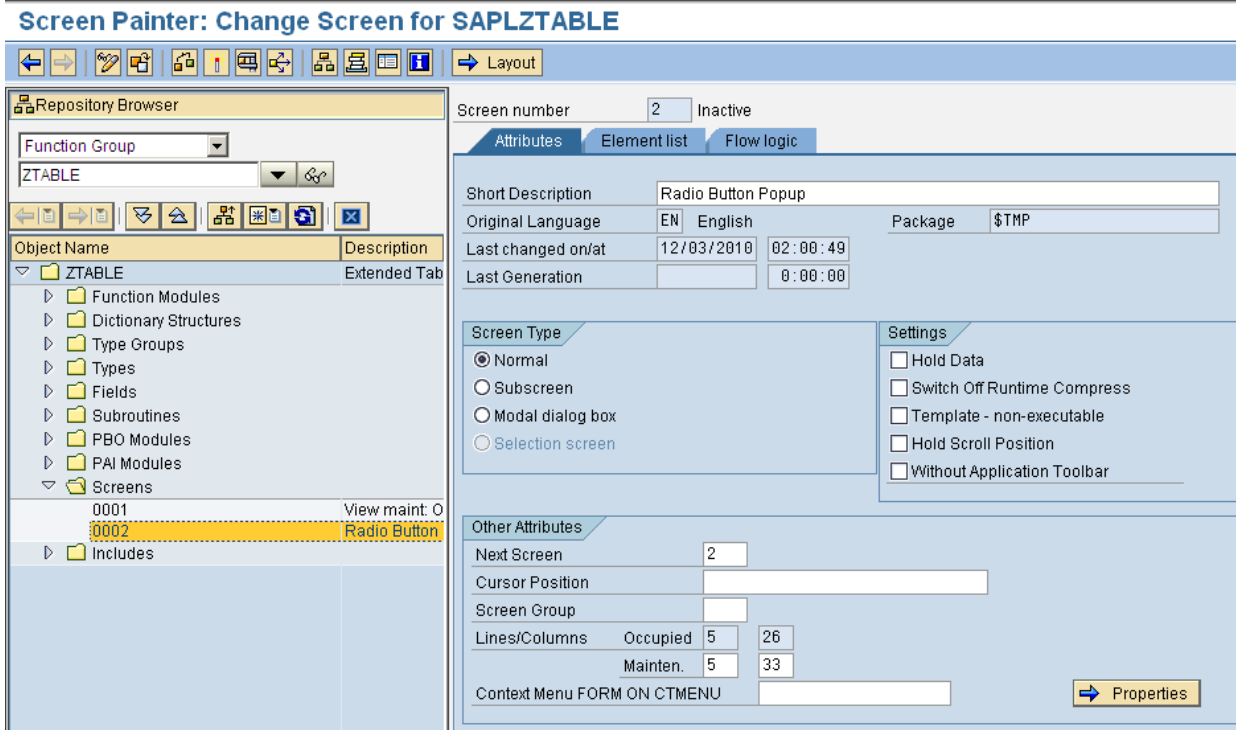 Screen Painter: Change Screen for SAPLZTABLE
Layout
Repository Browser
Function Group
ZTABLE
Object Name Description
ZTABLE Extended Tab
Function Modules
Dictionary Structures
Type Groups
Types
Fields
Subroutines
PBO Modules
PAI Modules
Screens
0001 View maint: O
0002 Radio Button
Includes
Screen number 2 Inactive
Attributes Element list Flow logic
Short Description Radio Button Popup
Original Language EN English Package $TMP
Last changed on/at 12/03/2010 02:00:49
Last Generation 0:00:00
Screen Type
Normal
Subscreen
Modal dialog box
Selection screen
Settings
Hold Data
Switch Off Runtime Compress
Template - non-executable
Hold Scroll Position
Without Application Toolbar
Other Attributes
Next Screen 2
Cursor Position
Screen Group
Lines/Columns Occupied 5 26
Mainten. 5 33
Context Menu FORM ON CTMENU
Properties